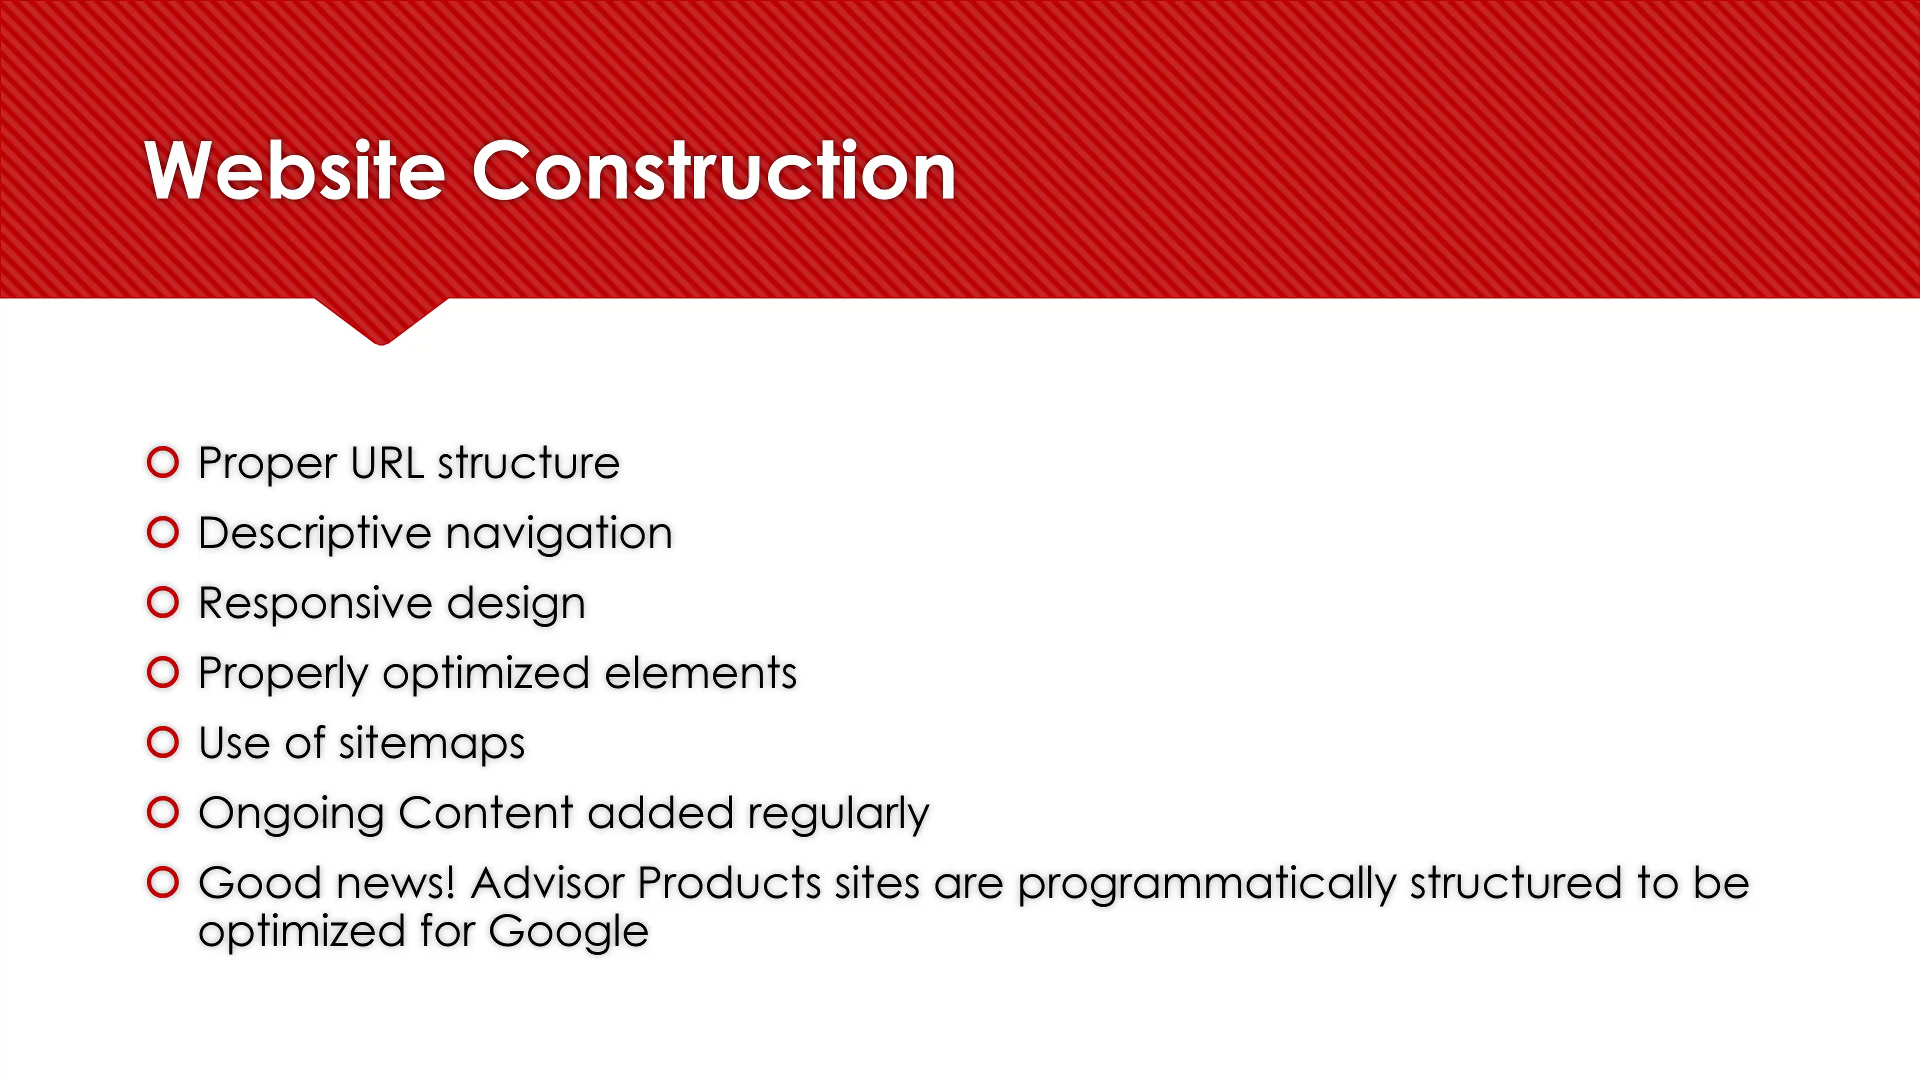 Website Construction
Proper URL structure
Descriptive navigation
Responsive design
Properly optimized elements
Use of sitemaps
Ongoing Content added regularly
Good news! Advisor Products sites are programmatically structured to be
optimized for Google